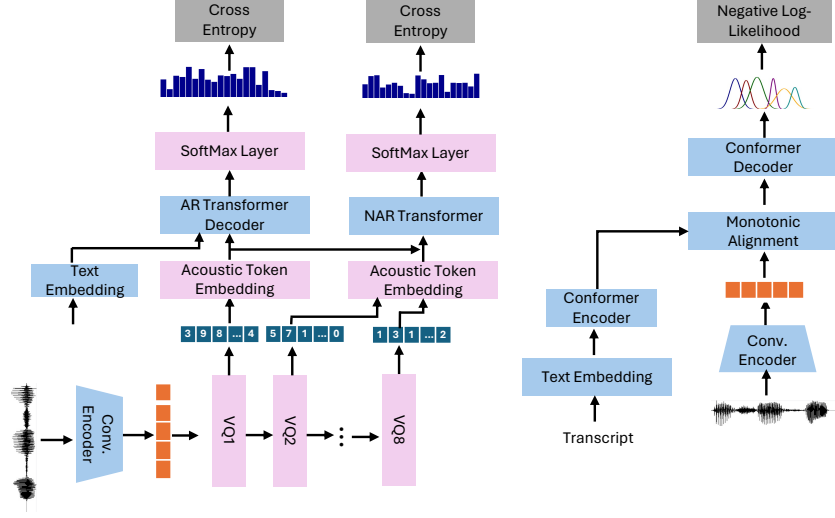 Cross
Entropy
Cross
Entropy
Negative Log-
Likelihood
SoftMax Layer
SoftMax Layer
Conformer
Decoder
AR Transformer
Decoder
NAR Transformer
Monotonic
Alignment
Text
Embedding
Acoustic Token
Embedding
Acoustic Token
Embedding
Conformer
Encoder
3 9 8 ... 4
5 7 1 ... 0
1 3 1 ... 2
Conv.
Encoder
Text Embedding
Transcript
Conv.
Encoder
VQ1
VQ2
VQ8